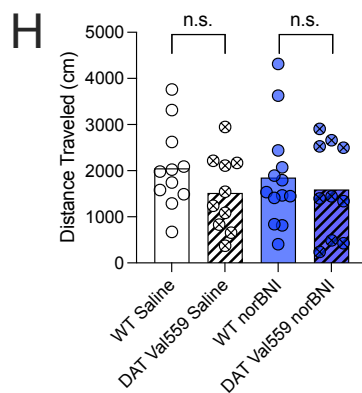 H
n.s. n.s.
Distance Traveled (cm)
5000
4000
3000
2000
1000
0
WT Saline
DAT Val559 Saline
WT norBNI
DAT Val559 norBNI